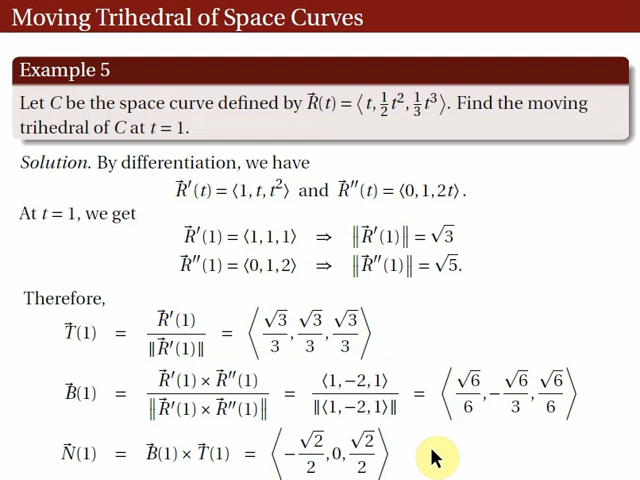 Moving Trihedral of Space Curves
Example 5
Let C be the space curve defined by R⃗(t) = ⟨t, ½t², ⅓t³⟩. Find the moving
trihedral of C at t = 1.
Solution. By differentiation, we have
R⃗′(t) = ⟨1, t, t²⟩ and R⃗″(t) = ⟨0, 1, 2t⟩.
At t = 1, we get
R⃗′(1) = ⟨1, 1, 1⟩ ⇒ ‖R⃗′(1)‖ = √3
R⃗″(1) = ⟨0, 1, 2⟩ ⇒ ‖R⃗″(1)‖ = √5.
Therefore,
T⃗(1) = R⃗′(1) / ‖R⃗′(1)‖ = ⟨√3/3, √3/3, √3/3⟩
B⃗(1) = R⃗′(1) × R⃗″(1) / ‖R⃗′(1) × R⃗″(1)‖ = ⟨1, −2, 1⟩ / ‖⟨1, −2, 1⟩‖ = ⟨√6/6, −√6/3, √6/6⟩
N⃗(1) = B⃗(1) × T⃗(1) = ⟨−√2/2, 0, √2/2⟩